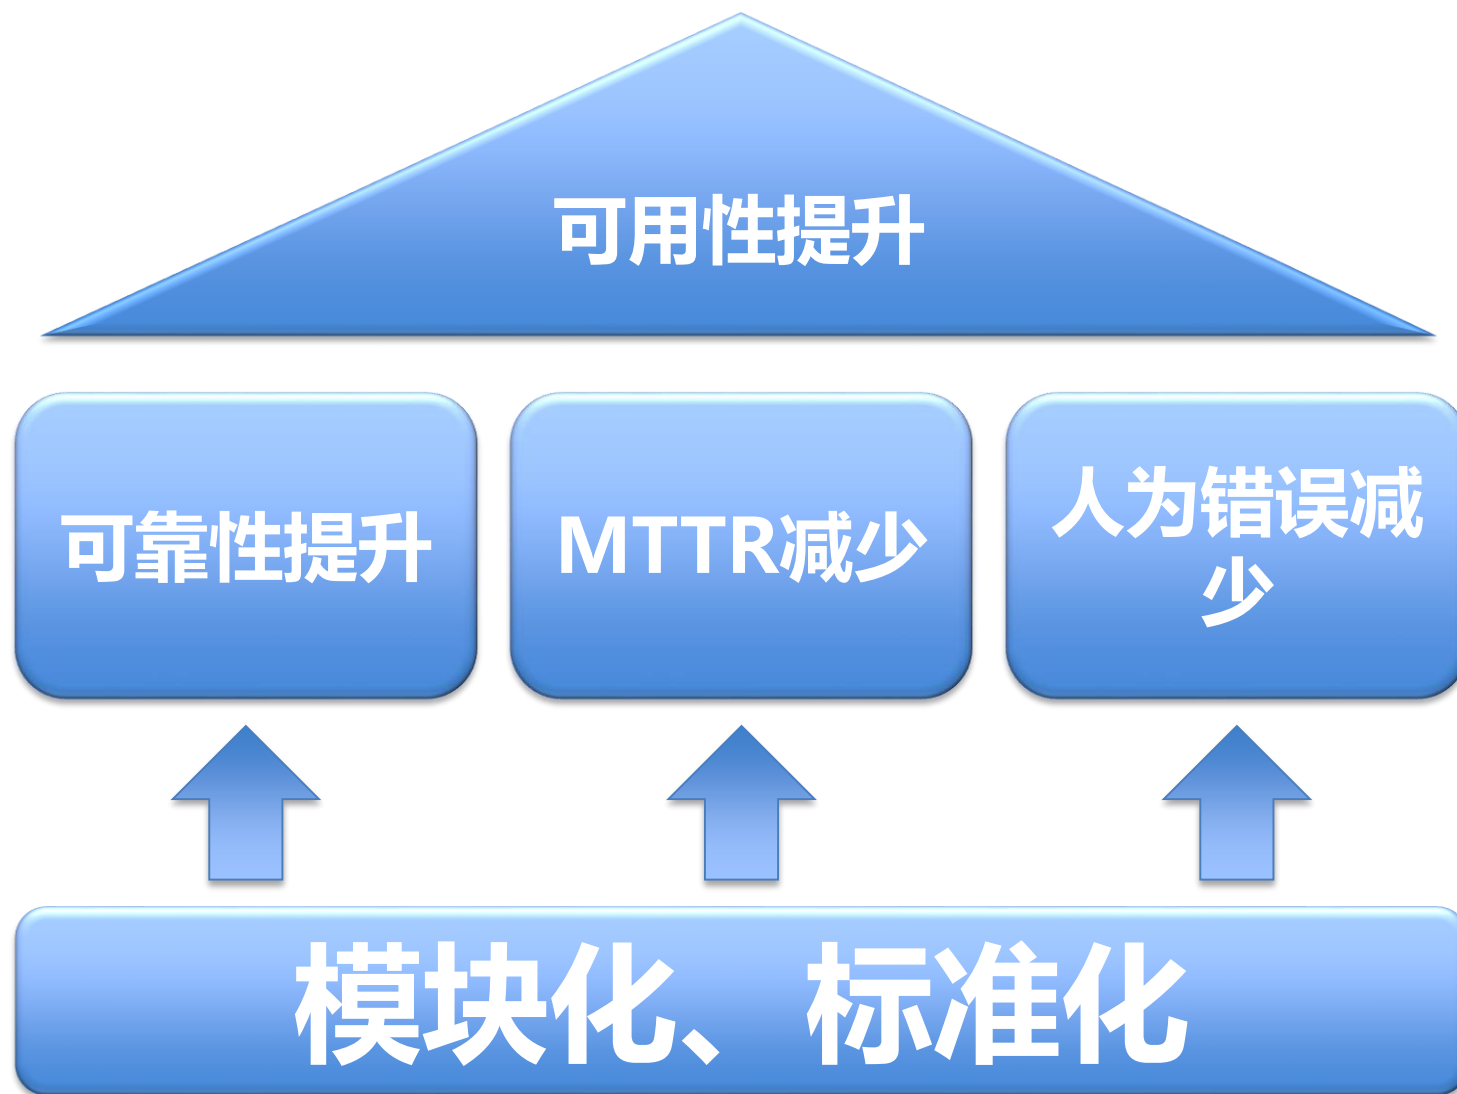 可用性提升
可靠性提升
MTTR减少
人为错误减
少
模块化、标准化